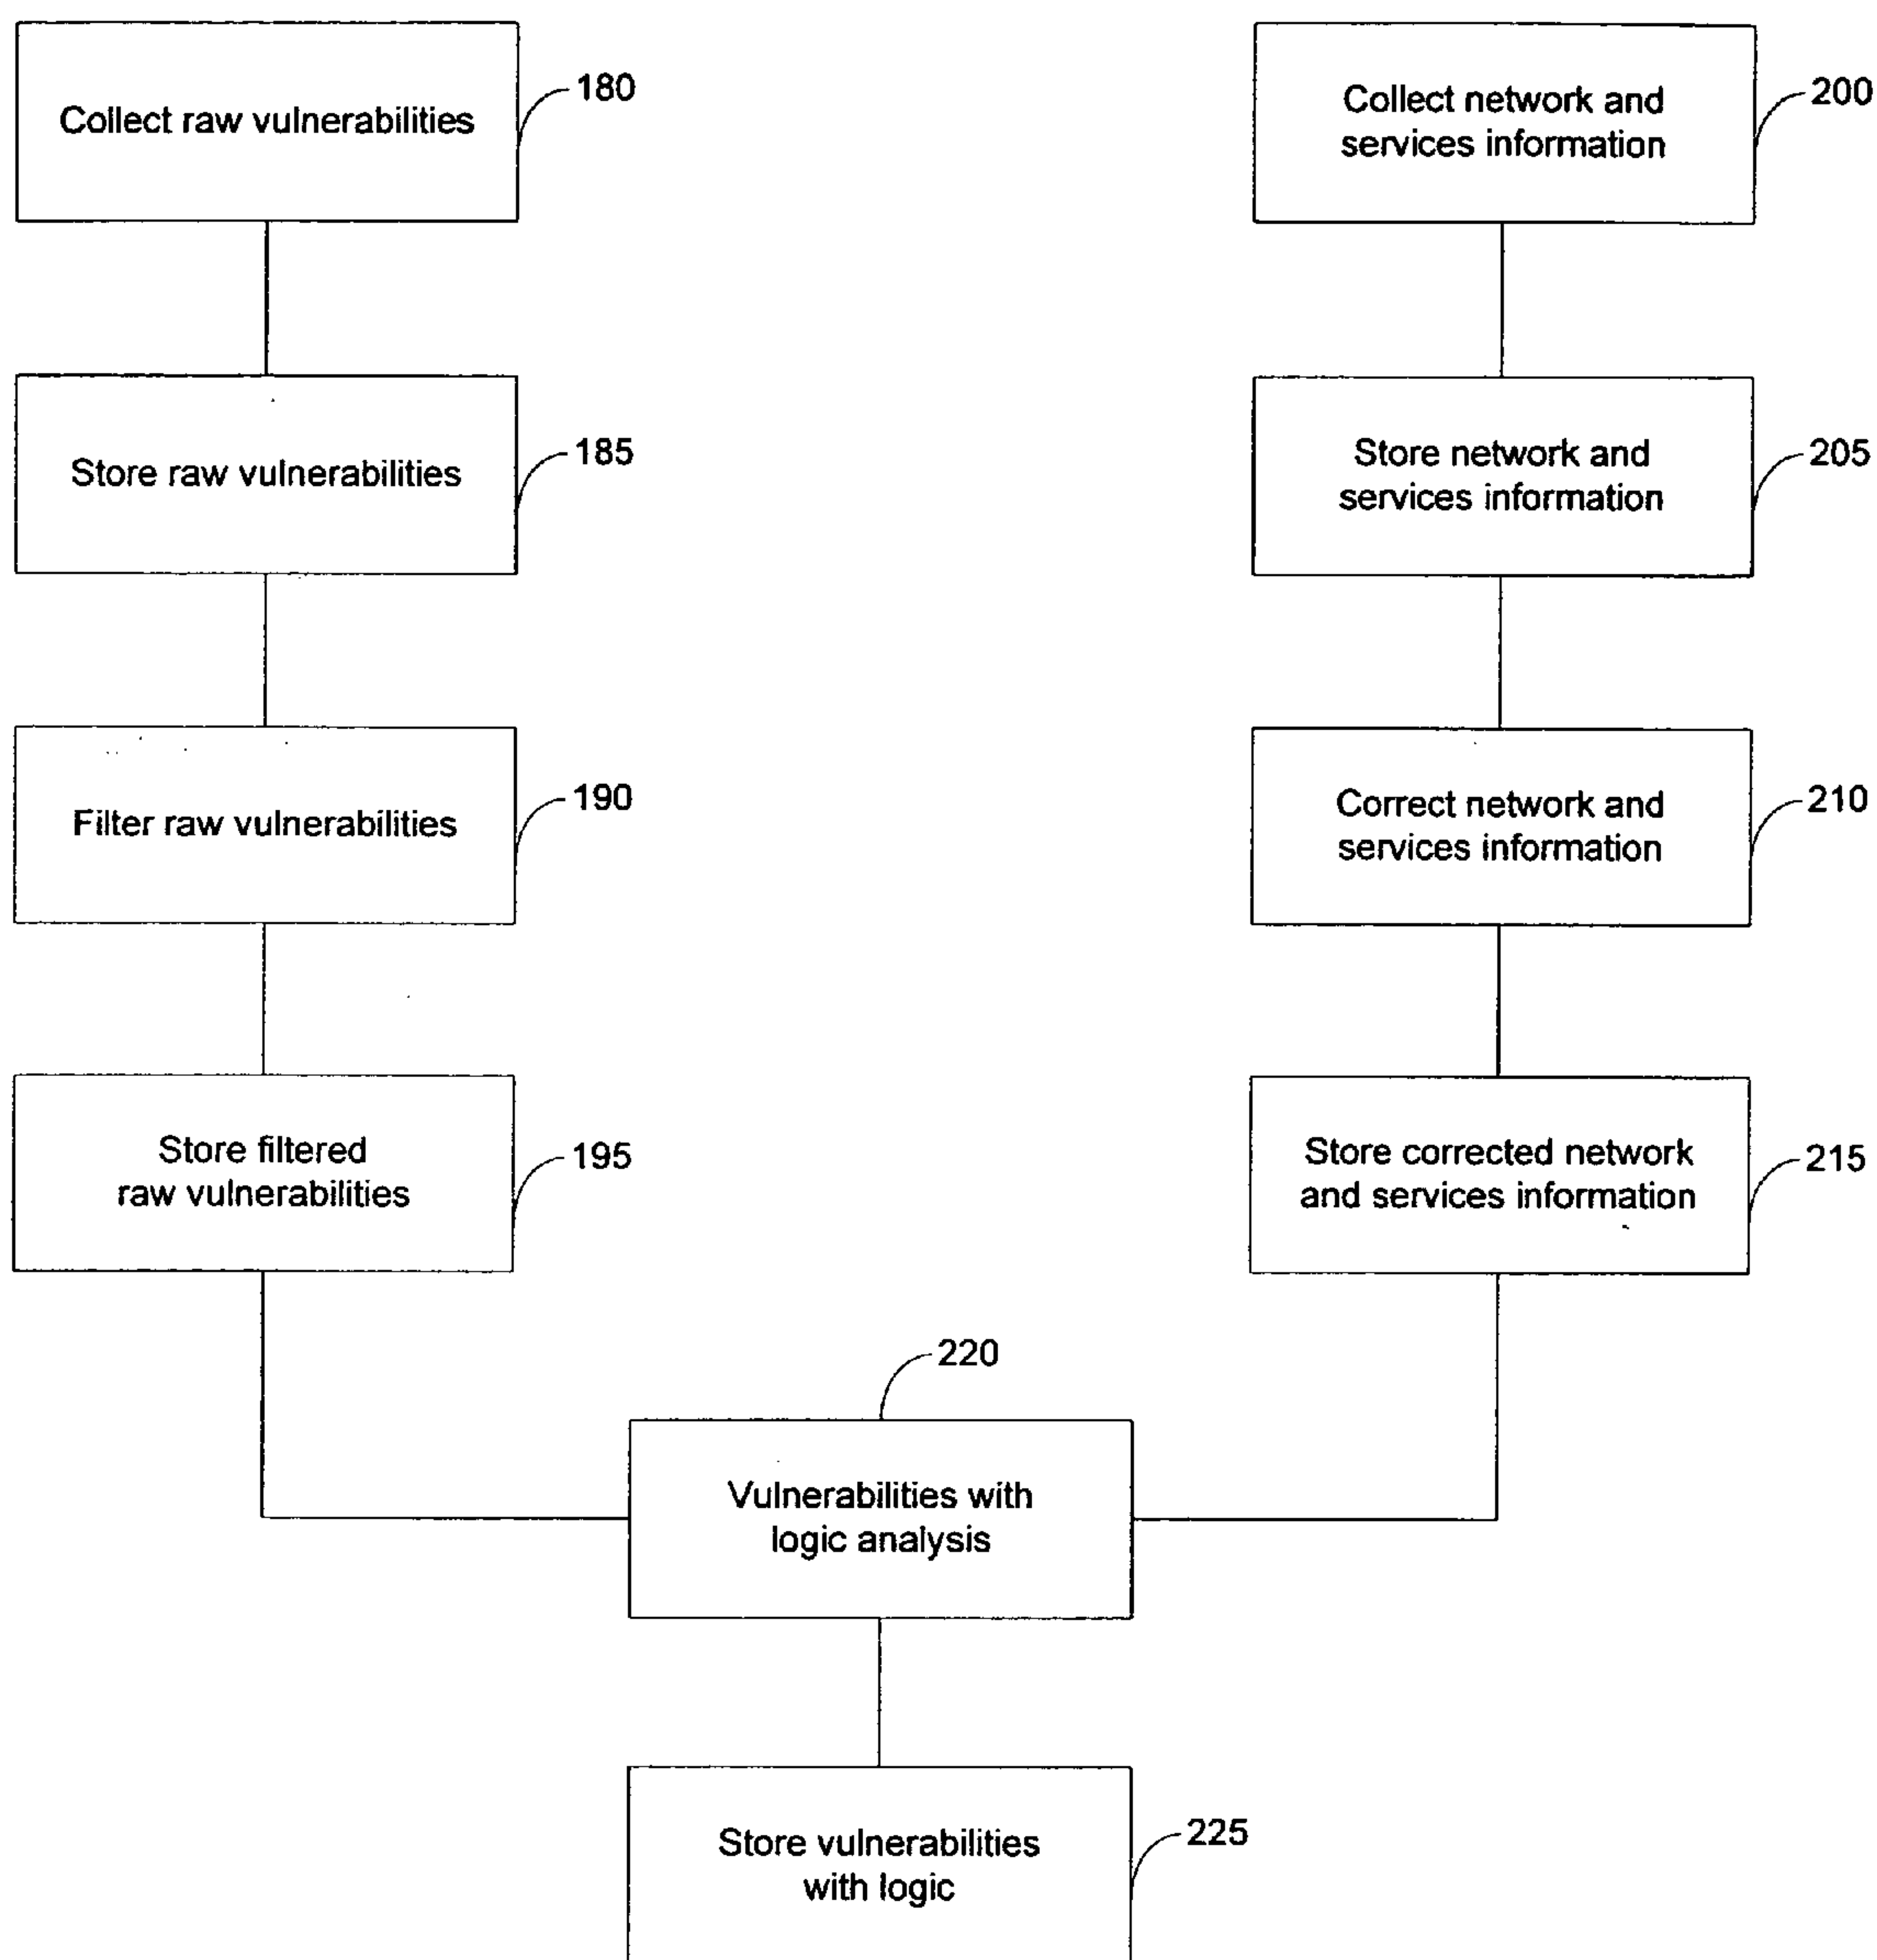 Collect raw vulnerabilities
180
Store raw vulnerabilities
185
Filter raw vulnerabilities
190
Store filtered
raw vulnerabilities
195
Collect network and
services information
200
Store network and
services information
205
Correct network and
services information
210
Store corrected network
and services information
215
220
Vulnerabilities with
logic analysis
Store vulnerabilities
with logic
225